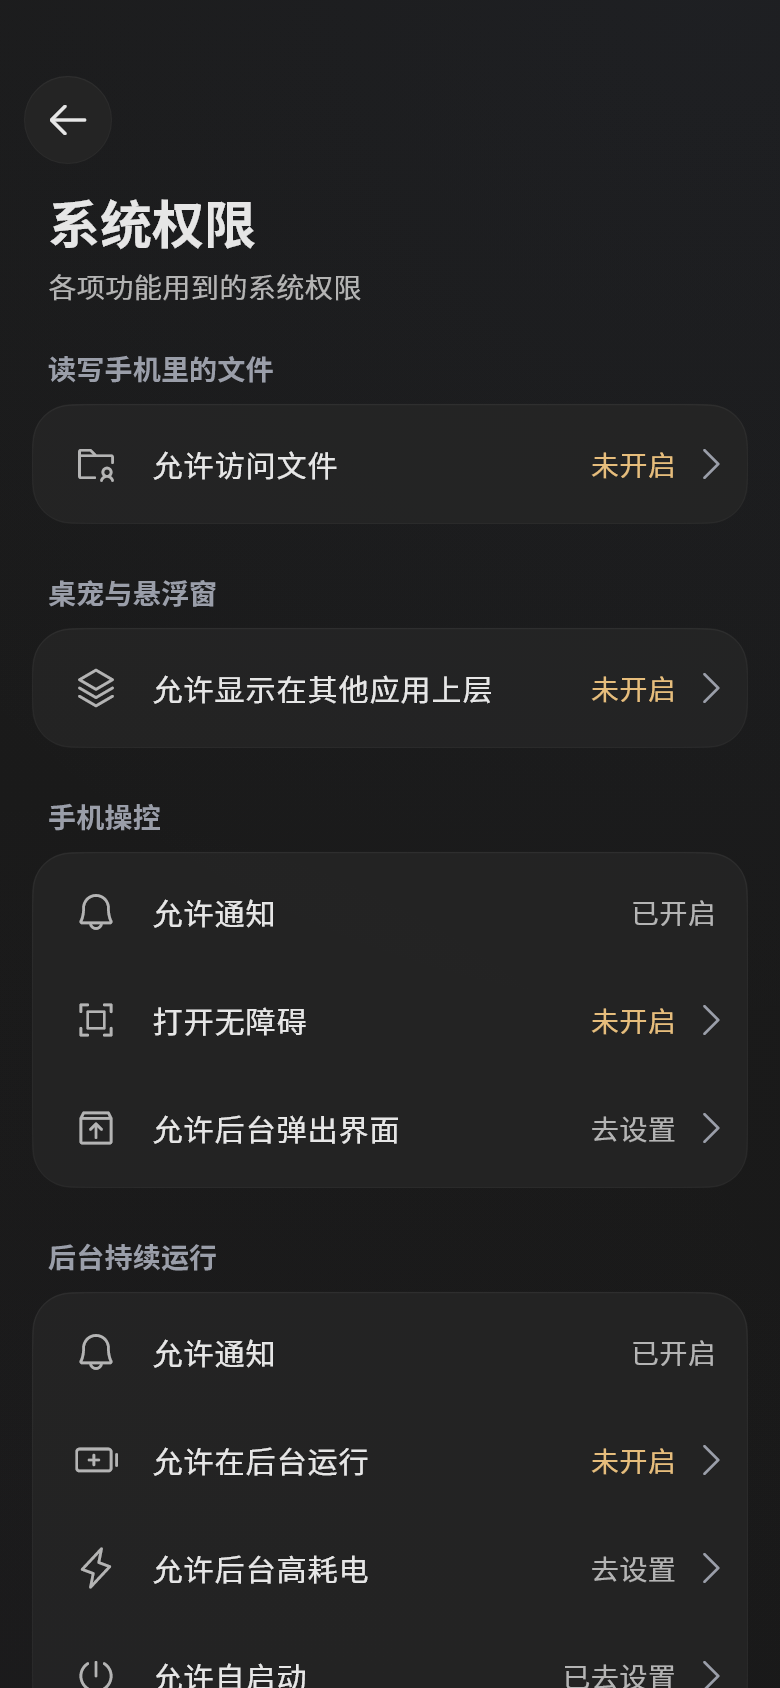 系统权限
各项功能用到的系统权限
读写手机里的文件
允许访问文件 未开启
桌宠与悬浮窗
允许显示在其他应用上层 未开启
手机操控
允许通知 已开启
打开无障碍 未开启
允许后台弹出界面 去设置
后台持续运行
允许通知 已开启
允许在后台运行 未开启
允许后台高耗电 去设置
允许自启动 已去设置